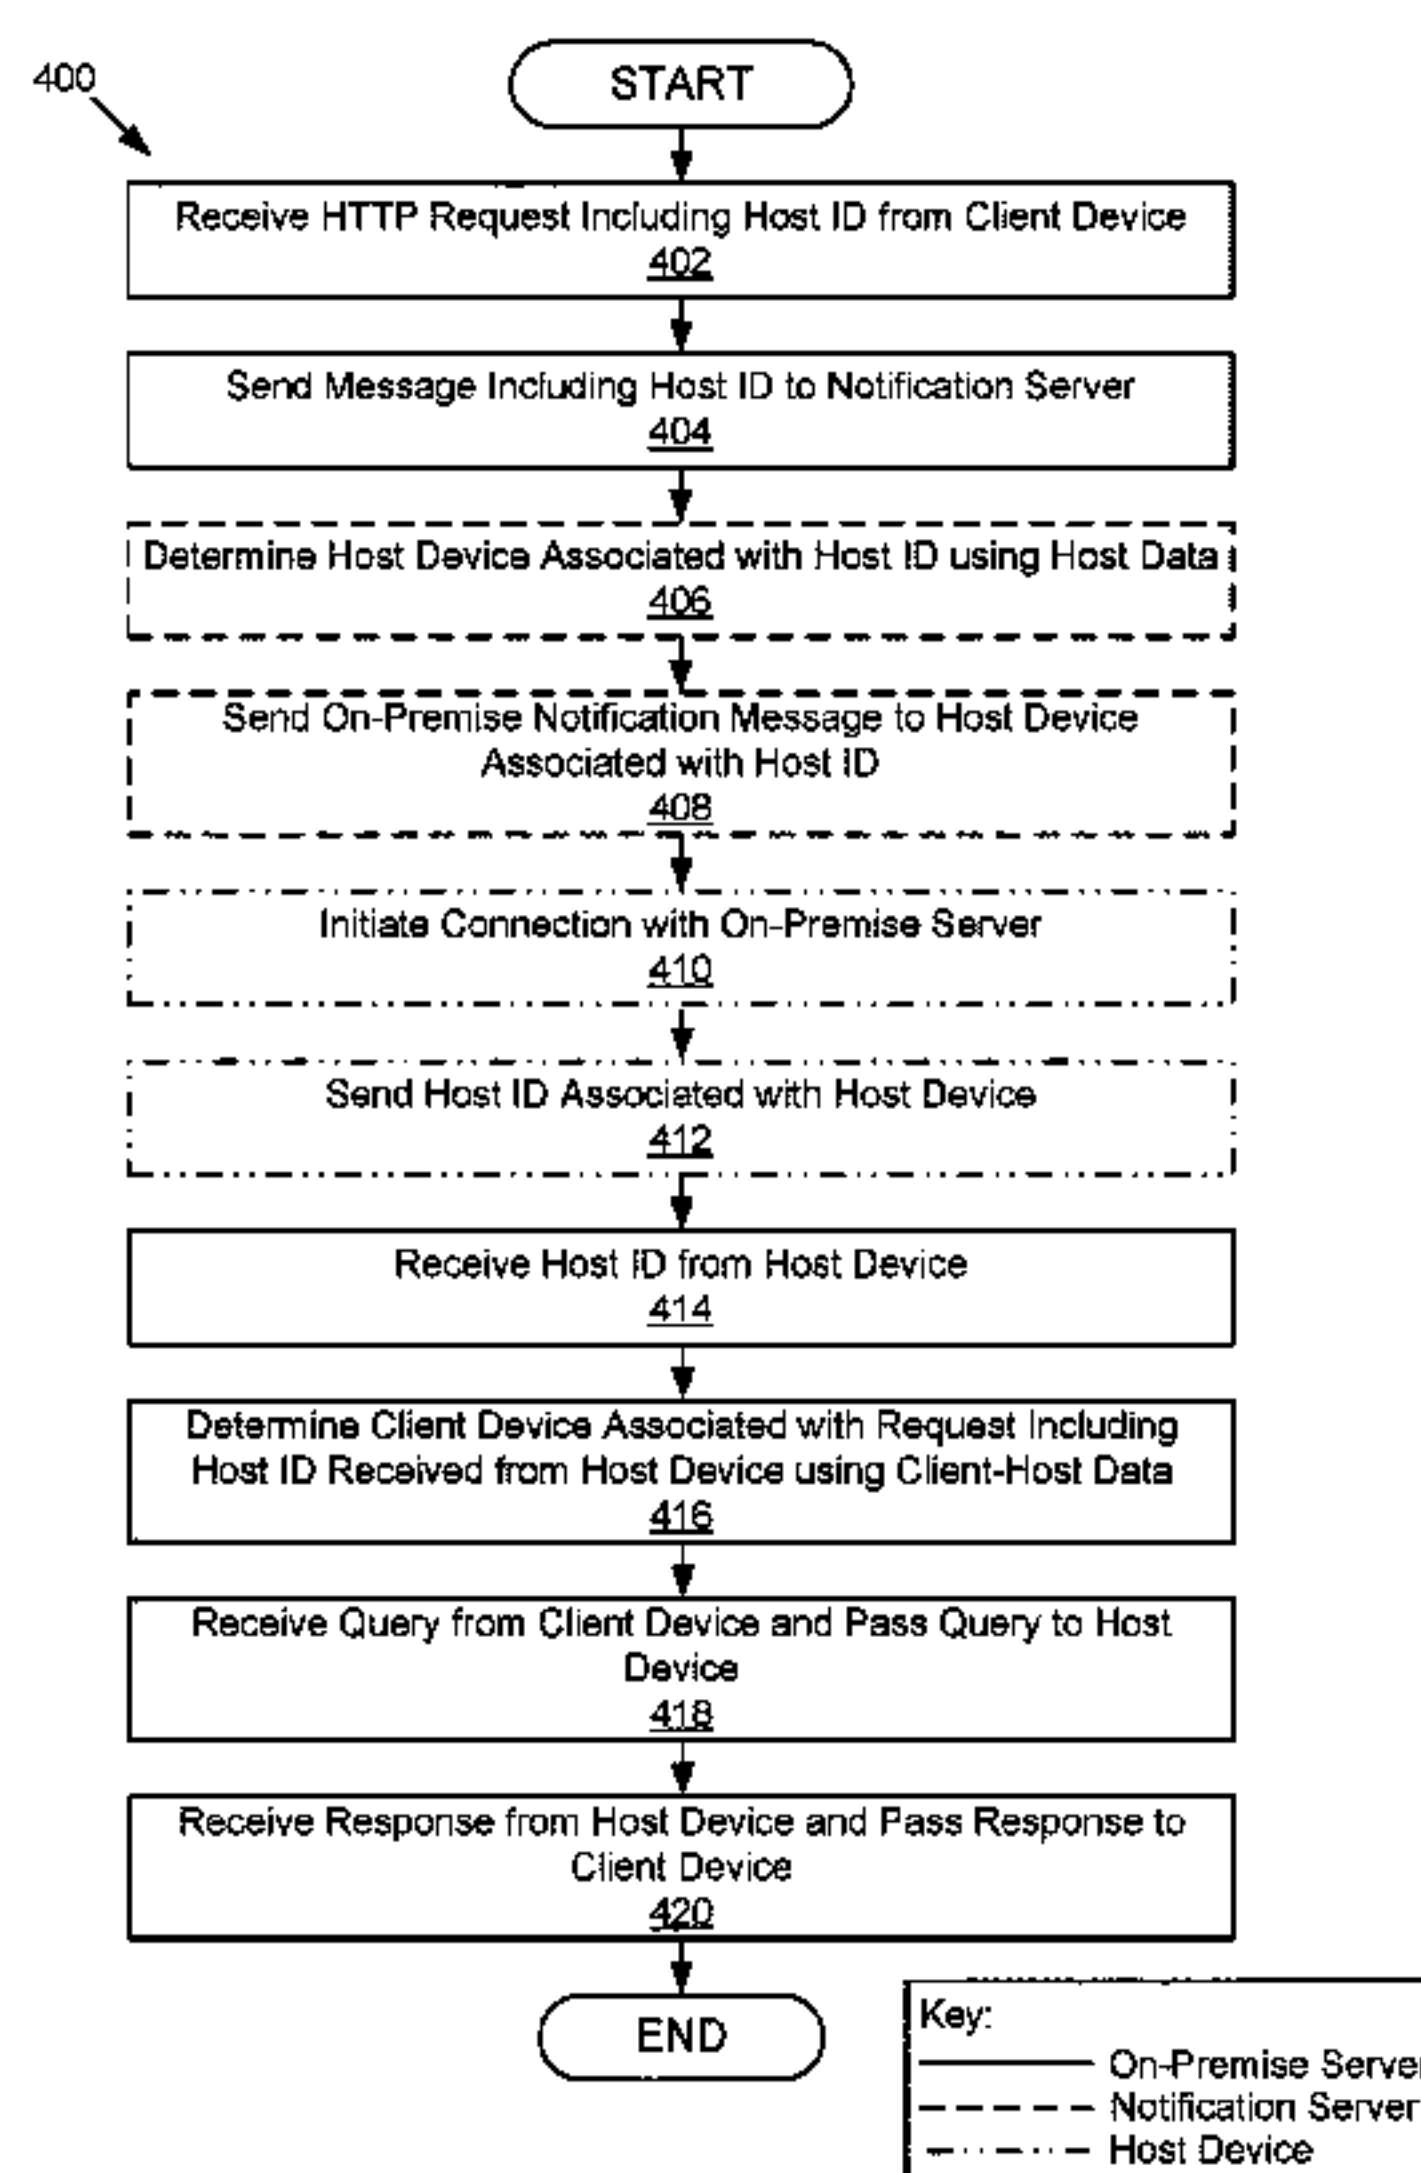 400
START
Receive HTTP Request Including Host ID from Client Device
402
Send Message Including Host ID to Notification Server
404
Determine Host Device Associated with Host ID using Host Data
406
Send On-Premise Notification Message to Host Device
Associated with Host ID
408
Initiate Connection with On-Premise Server
410
Send Host ID Associated with Host Device
412
Receive Host ID from Host Device
414
Determine Client Device Associated with Request Including
Host ID Received from Host Device using Client-Host Data
416
Receive Query from Client Device and Pass Query to Host
Device
418
Receive Response from Host Device and Pass Response to
Client Device
420
END
Key:
On-Premise Server
Notification Server
Host Device